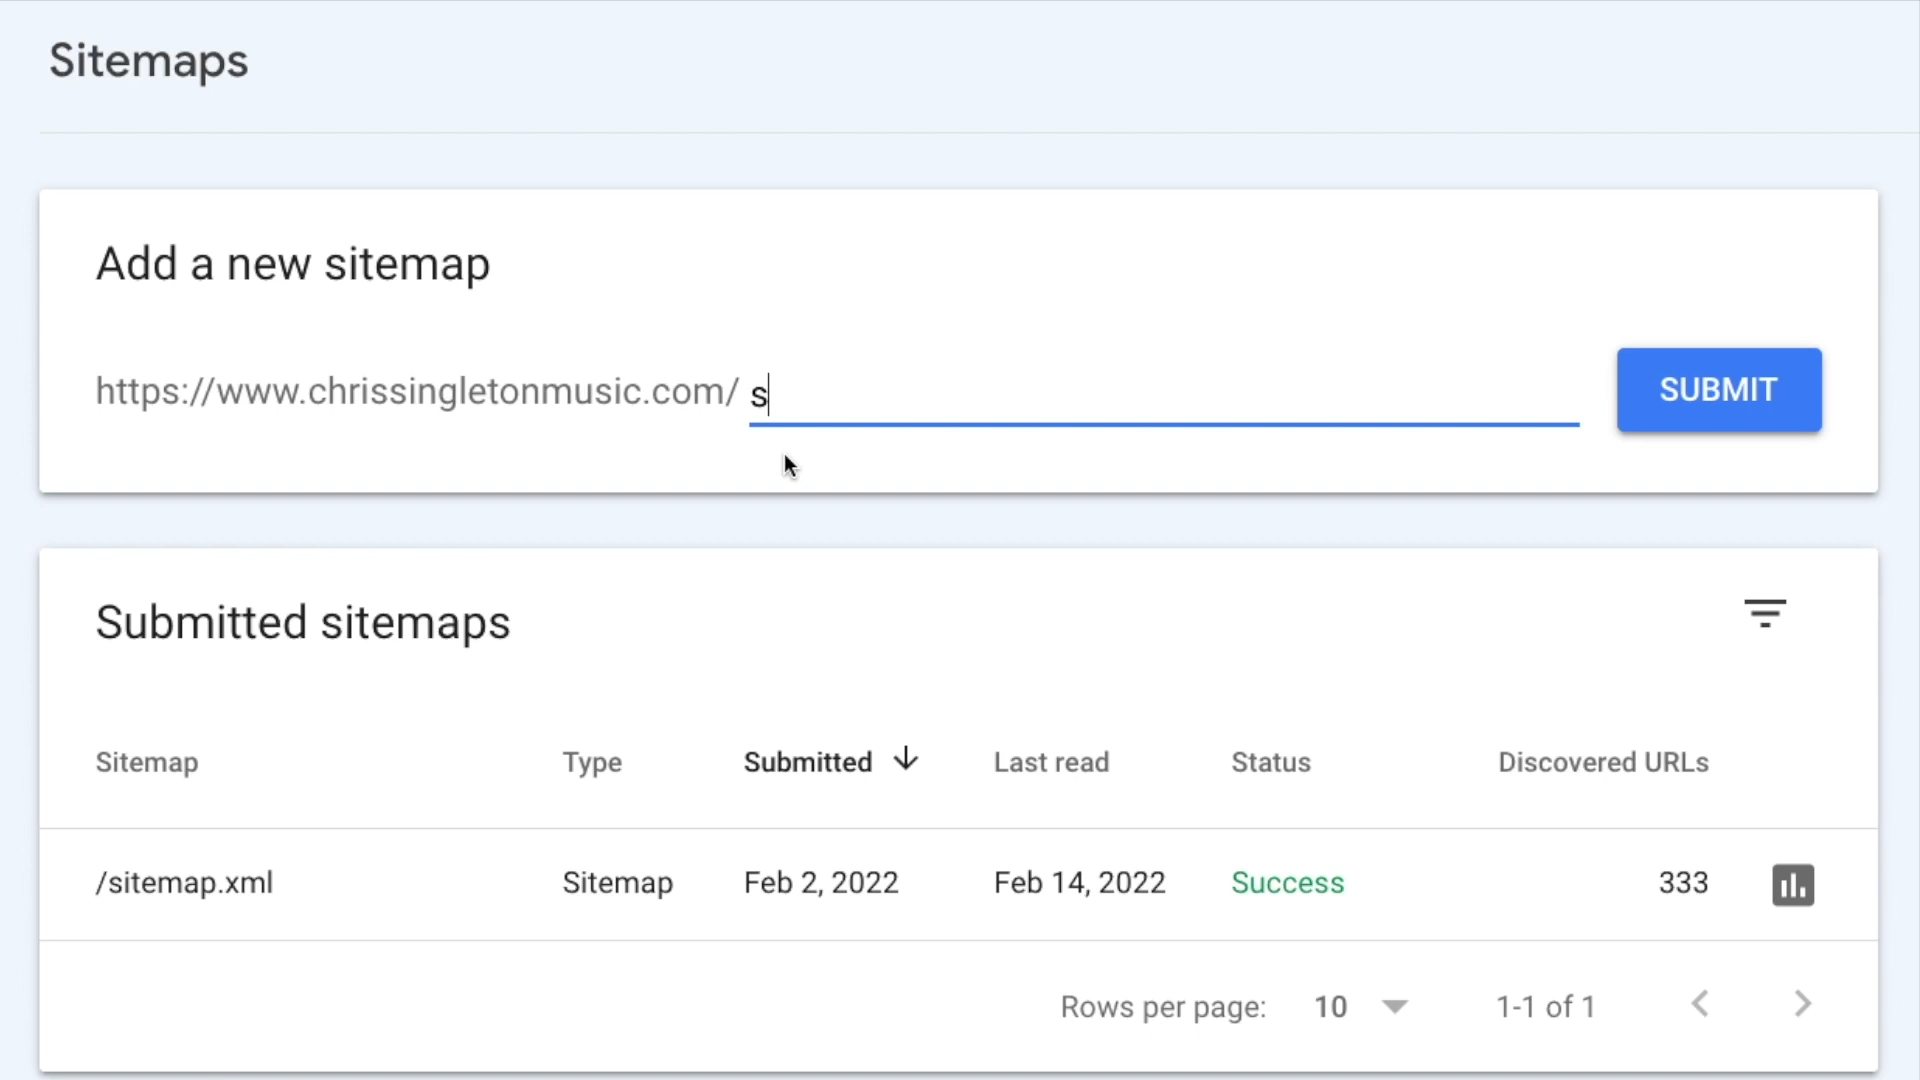 Sitemaps
Add a new sitemap
https://www.chrissingletonmusic.com/ s
SUBMIT
Submitted sitemaps
Sitemap Type Submitted Last read Status Discovered URLs
/sitemap.xml Sitemap Feb 2, 2022 Feb 14, 2022 Success 333
Rows per page: 10 1-1 of 1